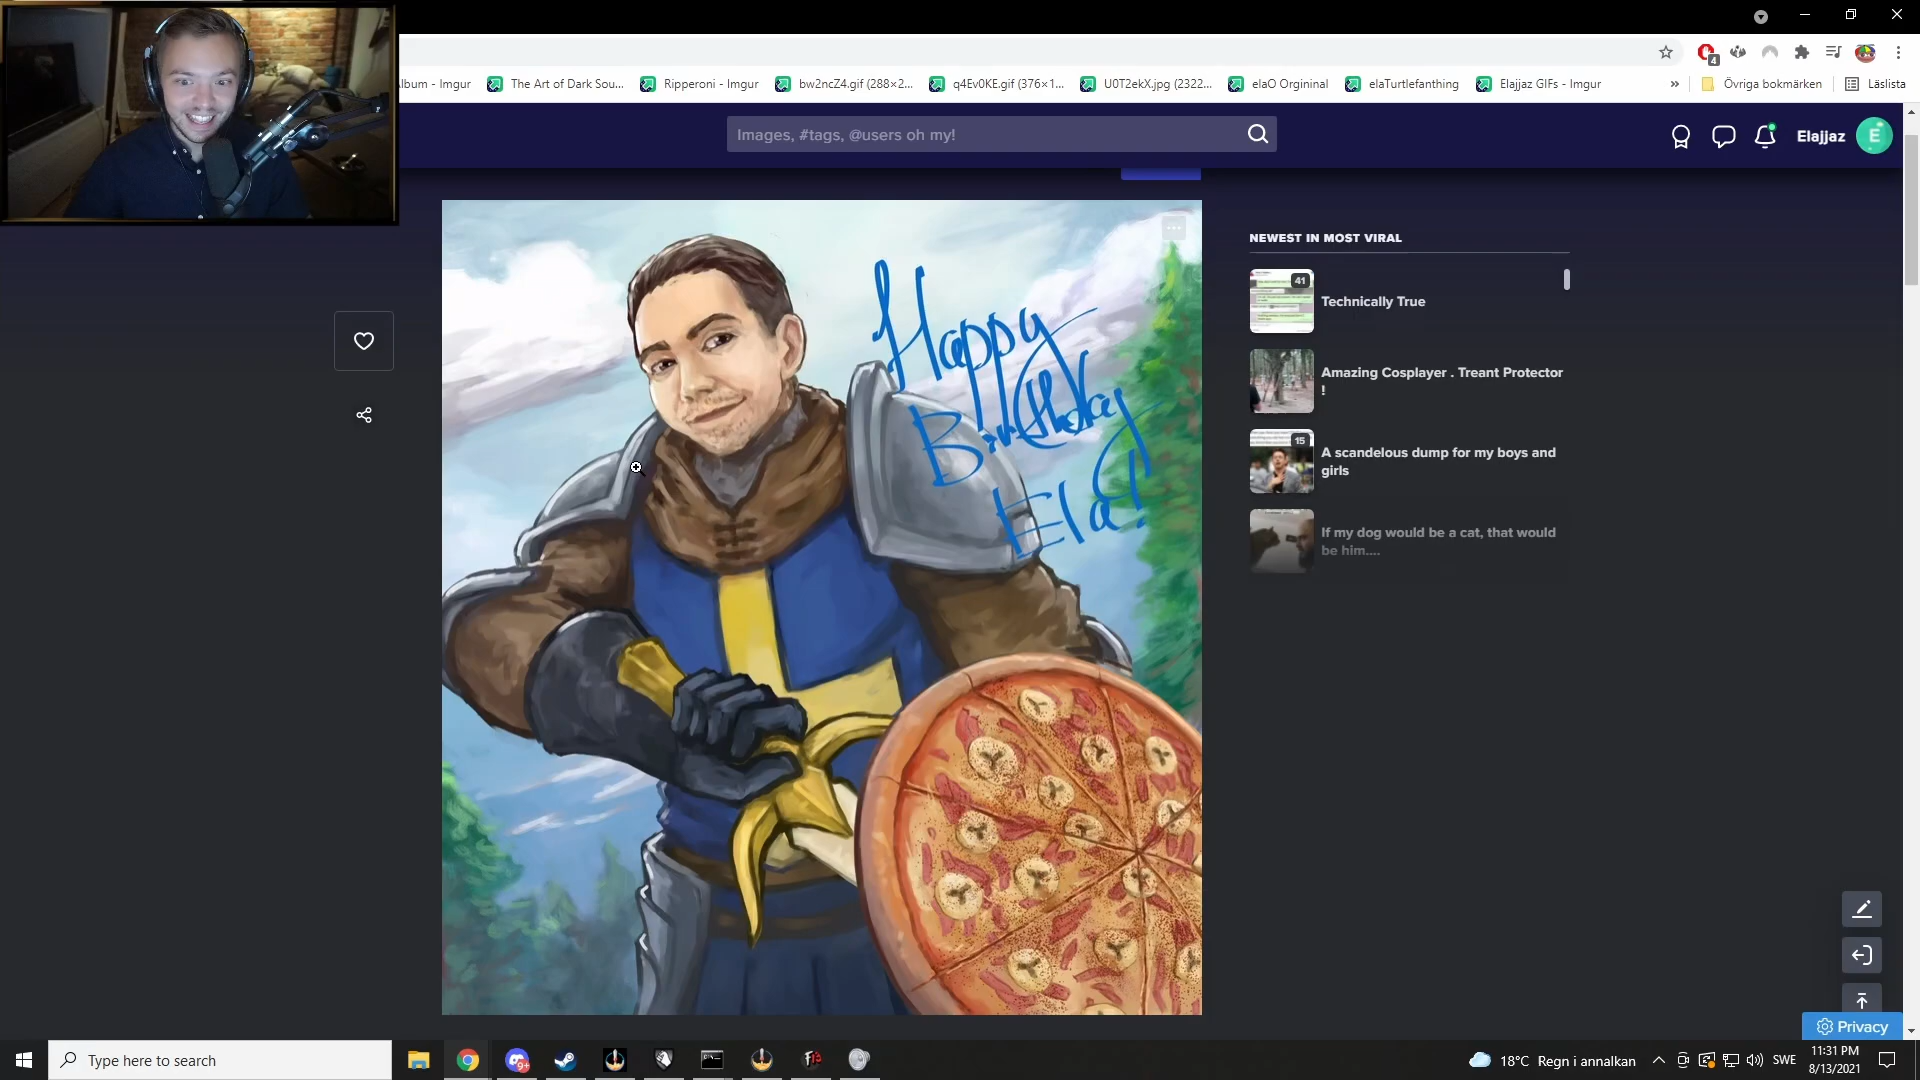 Album - Imgur
The Art of Dark Sou...
Ripperoni - Imgur
bw2ncZ4.gif (288×2...
q4Ev0KE.gif (376×1...
U0T2ekX.jpg (2322...
elaO Orgininal
elaTurtlefanthing
Elajjaz GIFs - Imgur
»
Övriga bokmärken
Läslista
4
Images, #tags, @users oh my!
Elajjaz
E
Happy
Birthday
Ela!
NEWEST IN MOST VIRAL
41
Technically True
Amazing Cosplayer . Treant Protector
!
15
A scandelous dump for my boys and
girls
If my dog would be a cat, that would
be him....
Privacy
Type here to search
9+
18°C Regn i annalkan
SWE
11:31 PM
8/13/2021